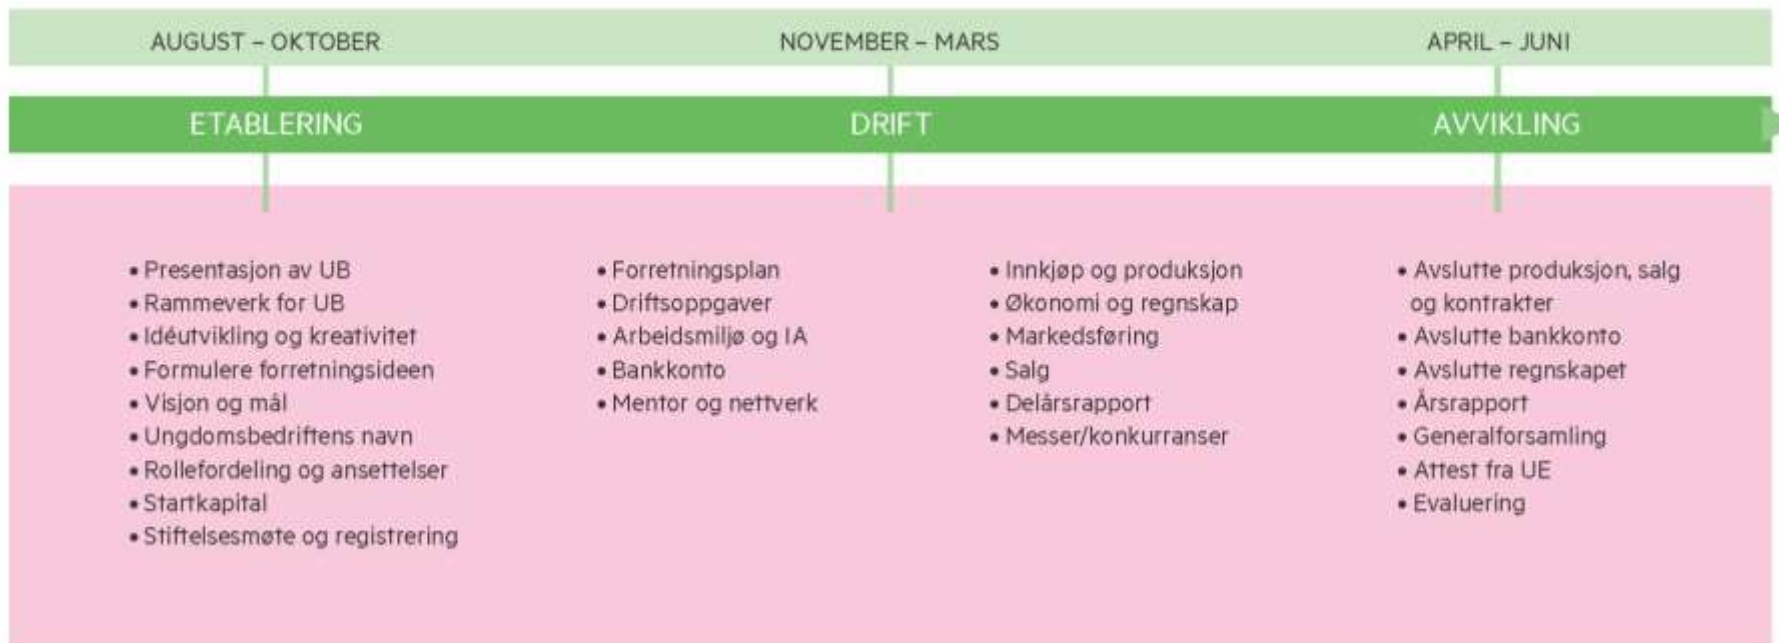 AUGUST – OKTOBER
NOVEMBER – MARS
APRIL – JUNI
ETABLERING
DRIFT
AVVIKLING
• Presentasjon av UB
• Rammeverk for UB
• Idéutvikling og kreativitet
• Formulere forretningsideen
• Visjon og mål
• Ungdomsbedriftens navn
• Rollefordeling og ansettelser
• Startkapital
• Stiftelsesmøte og registrering
• Forretningsplan
• Driftsoppgaver
• Arbeidsmiljø og IA
• Bankkonto
• Mentor og nettverk
• Innkjøp og produksjon
• Økonomi og regnskap
• Markedsføring
• Salg
• Delårsrapport
• Messer/konkurranser
• Avslutte produksjon, salg
og kontrakter
• Avslutte bankkonto
• Avslutte regnskapet
• Årsrapport
• Generalforsamling
• Attest fra UE
• Evaluering